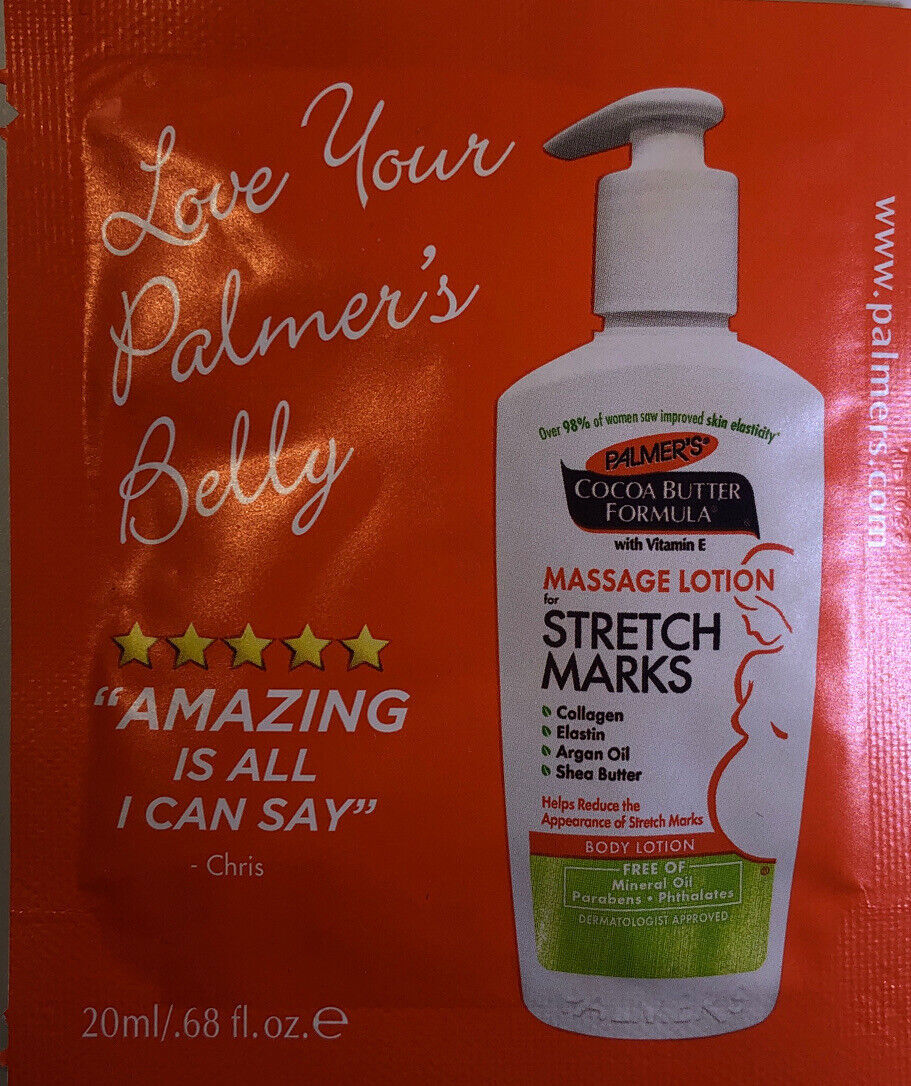 Love Your
Palmer's
Belly
"AMAZING
IS ALL
I CAN SAY"
- Chris
20ml/.68 fl.oz.℮
www.palmers.com
Over 98% of women saw improved skin elasticity*
PALMER'S®
COCOA BUTTER
FORMULA®
with Vitamin E
MASSAGE LOTION
for
STRETCH
MARKS
Collagen
Elastin
Argan Oil
Shea Butter
Helps Reduce the
Appearance of Stretch Marks
BODY LOTION
FREE OF
Mineral Oil
Parabens • Phthalates
DERMATOLOGIST APPROVED